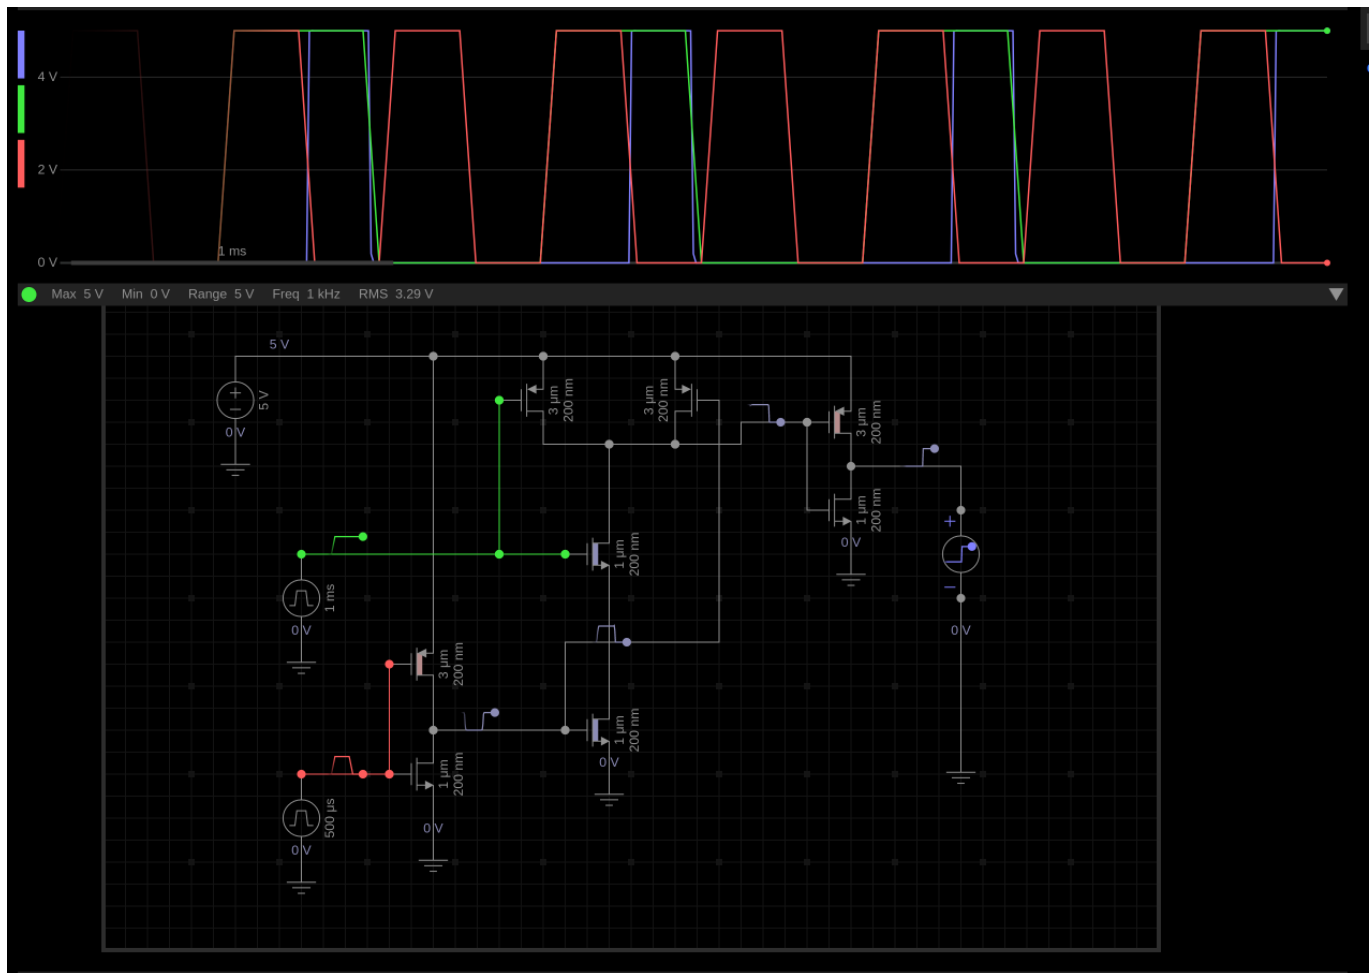 4 V
2 V
0 V
1 ms
Max 5 V Min 0 V Range 5 V Freq 1 kHz RMS 3.29 V
5 V
5 V
0 V
3 µm
200 nm
3 µm
200 nm
3 µm
200 nm
1 µm
200 nm
0 V
1 µm
200 nm
1 ms
0 V
+
−
0 V
3 µm
200 nm
1 µm
200 nm
0 V
1 µm
200 nm
500 µs
0 V
0 V